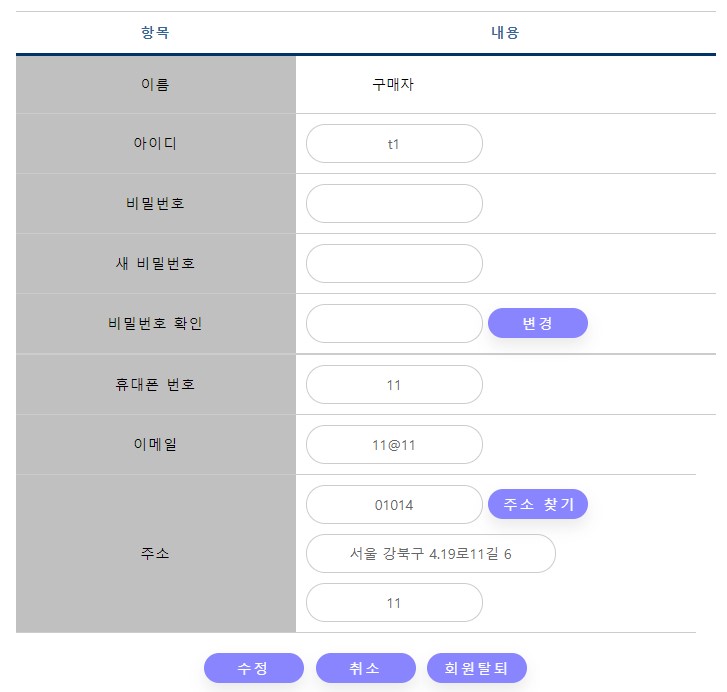 항목 내용
이름 구매자
아이디 t1
비밀번호
새 비밀번호
비밀번호 확인 변경
휴대폰 번호 11
이메일 11@11
주소 01014 주소 찾기
서울 강북구 4.19로11길 6
11
수정 취소 회원탈퇴